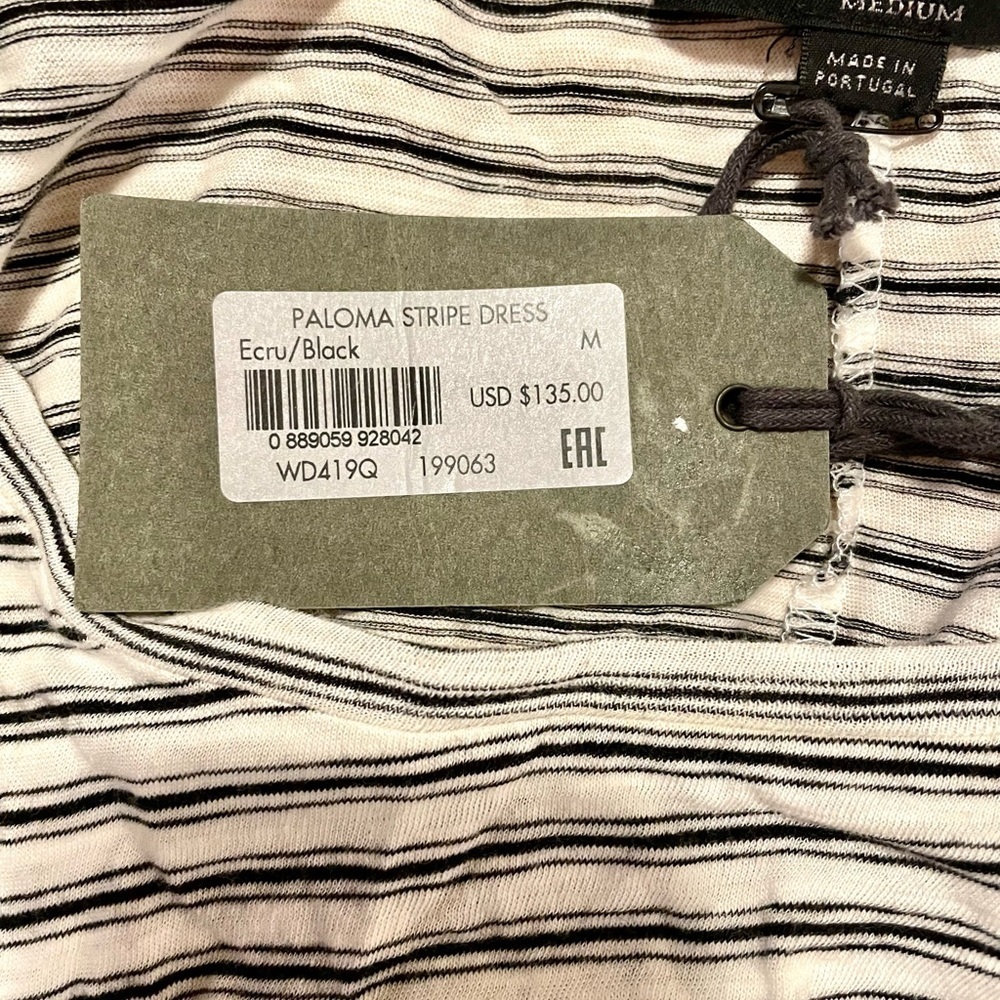 MEDIUM
MADE IN
PORTUGAL
PALOMA STRIPE DRESS
Ecru/Black M
USD $135.00
0 889059 928042
WD419Q 199063
EAC